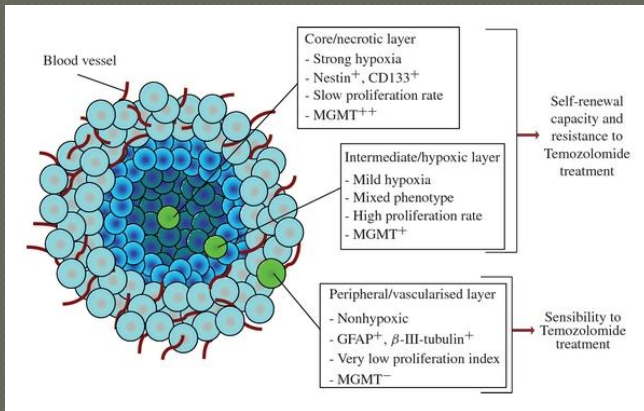 Blood vessel
Core/necrotic layer
- Strong hypoxia
- Nestin⁺, CD133⁺
- Slow proliferation rate
- MGMT⁺⁺
Intermediate/hypoxic layer
- Mild hypoxia
- Mixed phenotype
- High proliferation rate
- MGMT⁺
Peripheral/vascularised layer
- Nonhypoxic
- GFAP⁺, β-III-tubulin⁺
- Very low proliferation index
- MGMT⁻
Self-renewal
capacity and
resistance to
Temozolomide
treatment
Sensibility to
Temozolomide
treatment